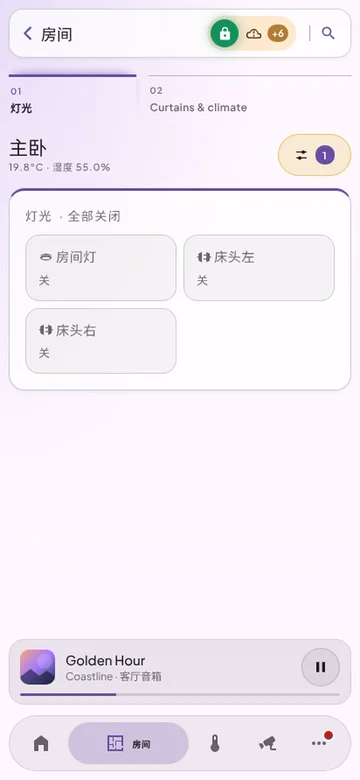 房间
+6
01
灯光
02
Curtains & climate
主卧
19.8°C · 湿度 55.0%
1
灯光 · 全部关闭
房间灯
关
床头左
关
床头右
关
Golden Hour
Coastline · 客厅音箱
房间